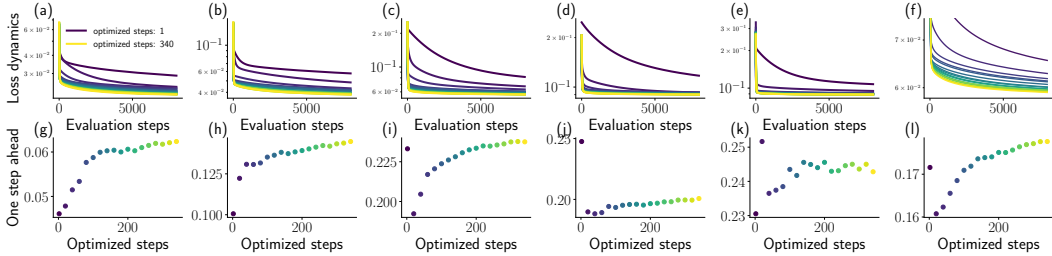 (a) (b) (c) (d) (e) (f)
Loss dynamics
optimized steps: 1
optimized steps: 340
6 × 10⁻²
4 × 10⁻²
3 × 10⁻²
10⁻¹
6 × 10⁻²
4 × 10⁻²
2 × 10⁻¹
10⁻¹
6 × 10⁻²
2 × 10⁻¹
10⁻¹
3 × 10⁻¹
2 × 10⁻¹
10⁻¹
7 × 10⁻²
6 × 10⁻²
0 5000 0 5000 0 5000 0 5000 0 5000 0 5000
Evaluation steps Evaluation steps Evaluation steps Evaluation steps Evaluation steps Evaluation steps
(g) (h) (i) (j) (k) (l)
One step ahead
0.06
0.05
0.125
0.100
0.225
0.200
0.25
0.20
0.25
0.24
0.23
0.17
0.16
0 200 0 200 0 200 0 200 0 200 0 200
Optimized steps Optimized steps Optimized steps Optimized steps Optimized steps Optimized steps